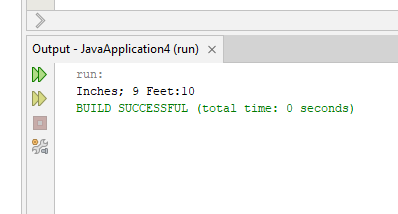 Output - JavaApplication4 (run) ×
run:
Inches; 9 Feet:10
BUILD SUCCESSFUL (total time: 0 seconds)